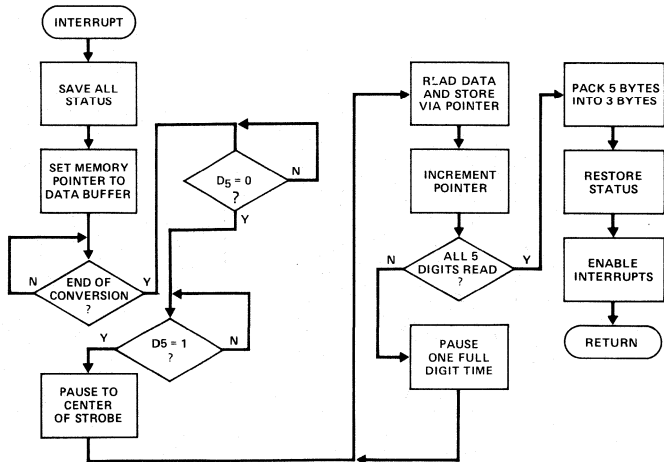 INTERRUPT
SAVE ALL
STATUS
SET MEMORY
POINTER TO
DATA BUFFER
N
END OF
CONVERSION
?
Y
D5 = 0
?
N
Y
D5 = 1
?
Y
N
PAUSE TO
CENTER
OF STROBE
READ DATA
AND STORE
VIA POINTER
INCREMENT
POINTER
ALL 5
DIGITS READ
?
N
Y
PAUSE
ONE FULL
DIGIT TIME
PACK 5 BYTES
INTO 3 BYTES
RESTORE
STATUS
ENABLE
INTERRUPTS
RETURN